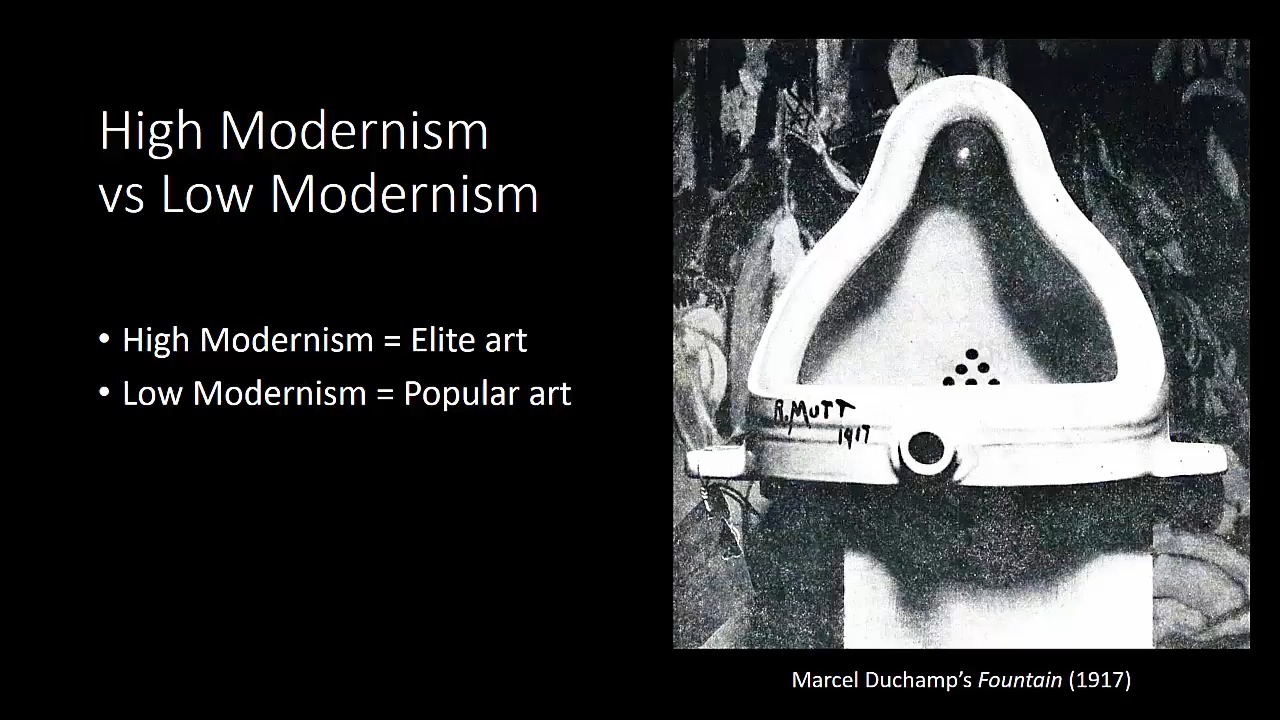 High Modernism
vs Low Modernism
• High Modernism = Elite art
• Low Modernism = Popular art
R.MUTT
1917
Marcel Duchamp's Fountain (1917)